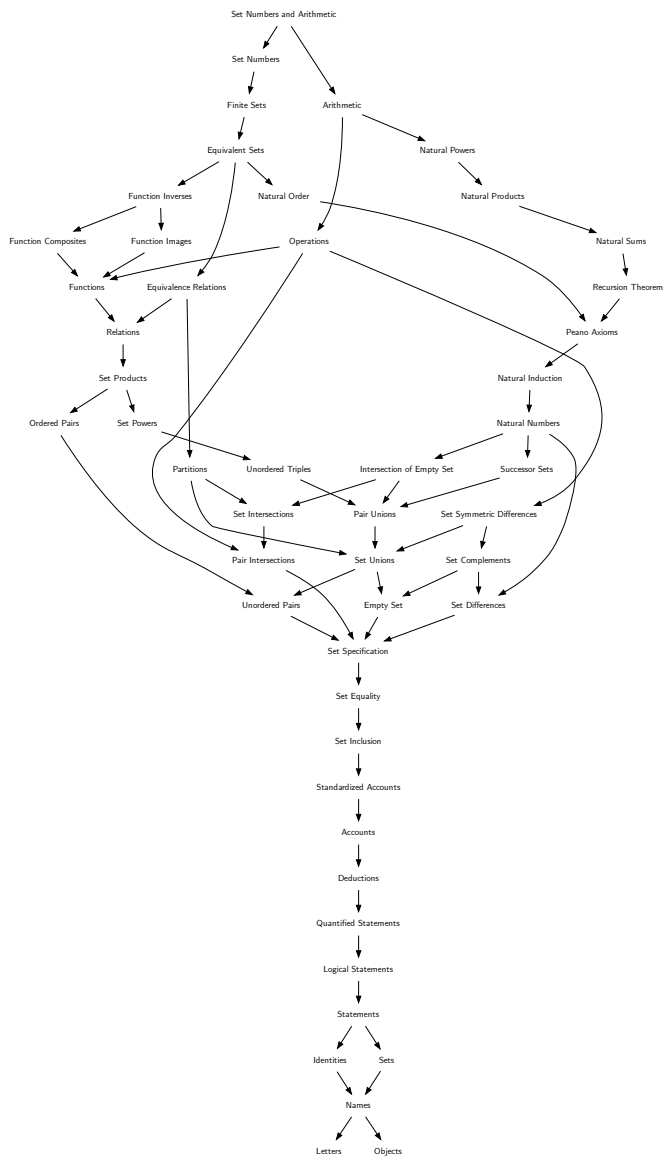 Set Numbers and Arithmetic
Set Numbers
Finite Sets
Arithmetic
Equivalent Sets
Natural Powers
Function Inverses
Natural Order
Natural Products
Function Composites
Function Images
Operations
Natural Sums
Functions
Equivalence Relations
Recursion Theorem
Relations
Peano Axioms
Set Products
Natural Induction
Ordered Pairs
Set Powers
Natural Numbers
Partitions
Unordered Triples
Intersection of Empty Set
Successor Sets
Set Intersections
Pair Unions
Set Symmetric Differences
Pair Intersections
Set Unions
Set Complements
Unordered Pairs
Empty Set
Set Differences
Set Specification
Set Equality
Set Inclusion
Standardized Accounts
Accounts
Deductions
Quantified Statements
Logical Statements
Statements
Identities
Sets
Names
Letters
Objects